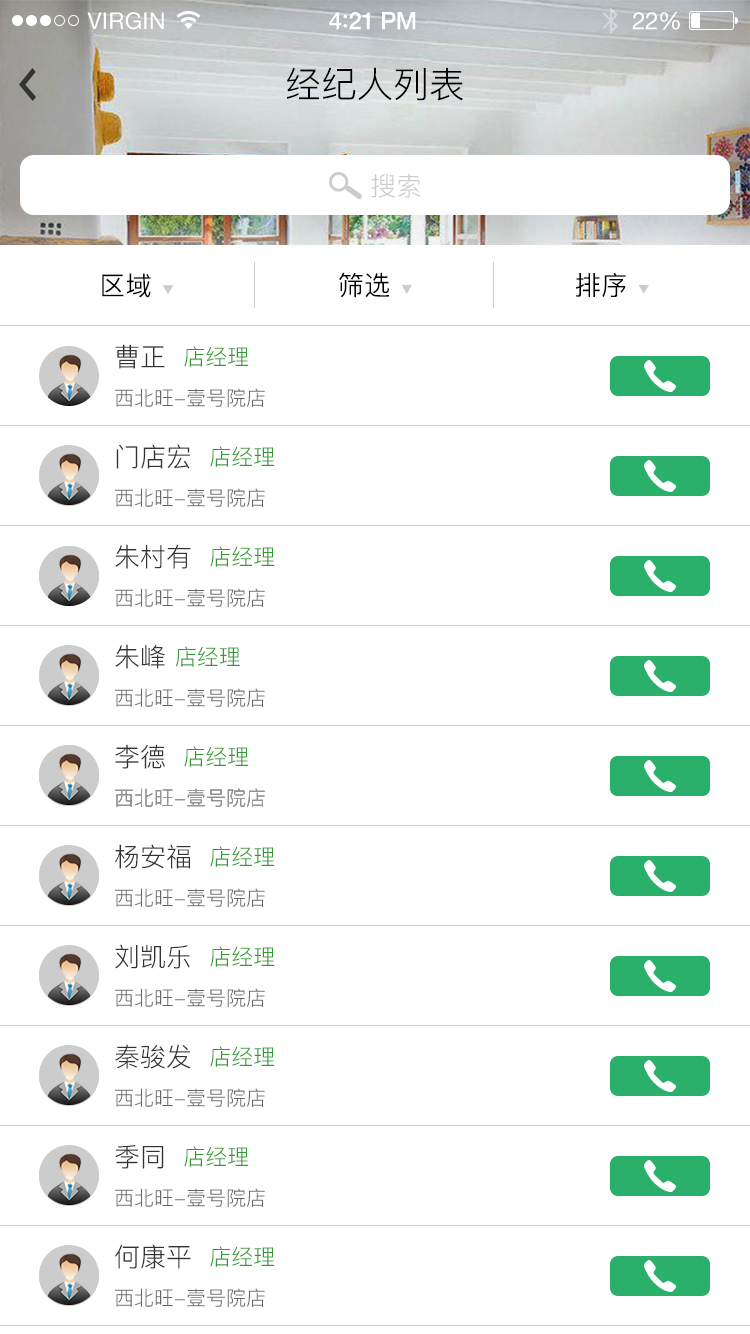 VIRGIN 4:21 PM 22%
经纪人列表
搜索
区域 筛选 排序
曹正 店经理
西北旺-壹号院店
门店宏 店经理
西北旺-壹号院店
朱村有 店经理
西北旺-壹号院店
朱峰 店经理
西北旺-壹号院店
李德 店经理
西北旺-壹号院店
杨安福 店经理
西北旺-壹号院店
刘凯乐 店经理
西北旺-壹号院店
秦骏发 店经理
西北旺-壹号院店
季同 店经理
西北旺-壹号院店
何康平 店经理
西北旺-壹号院店